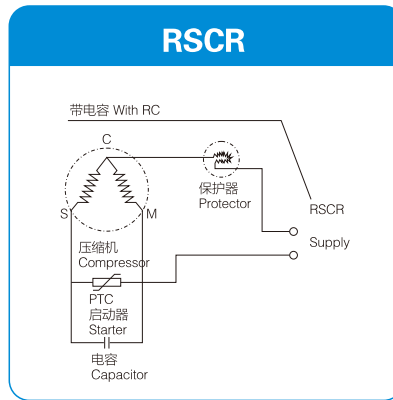 RSCR
带电容 With RC
C
保护器
Protector
S
M
RSCR
压缩机
Compressor
Supply
PTC
启动器
Starter
电容
Capacitor